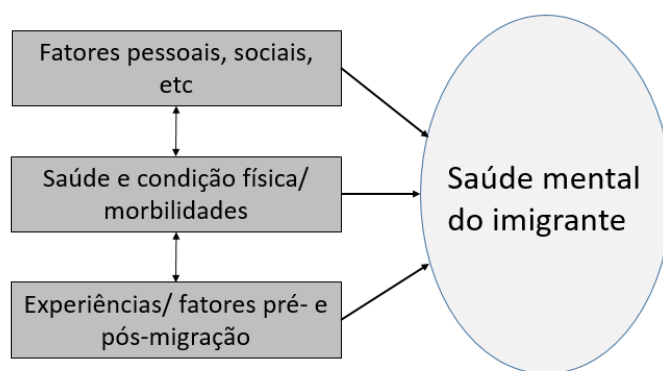 Fatores pessoais, sociais,
etc
Saúde e condição física/
morbilidades
Experiências/ fatores pré- e
pós-migração
Saúde mental
do imigrante